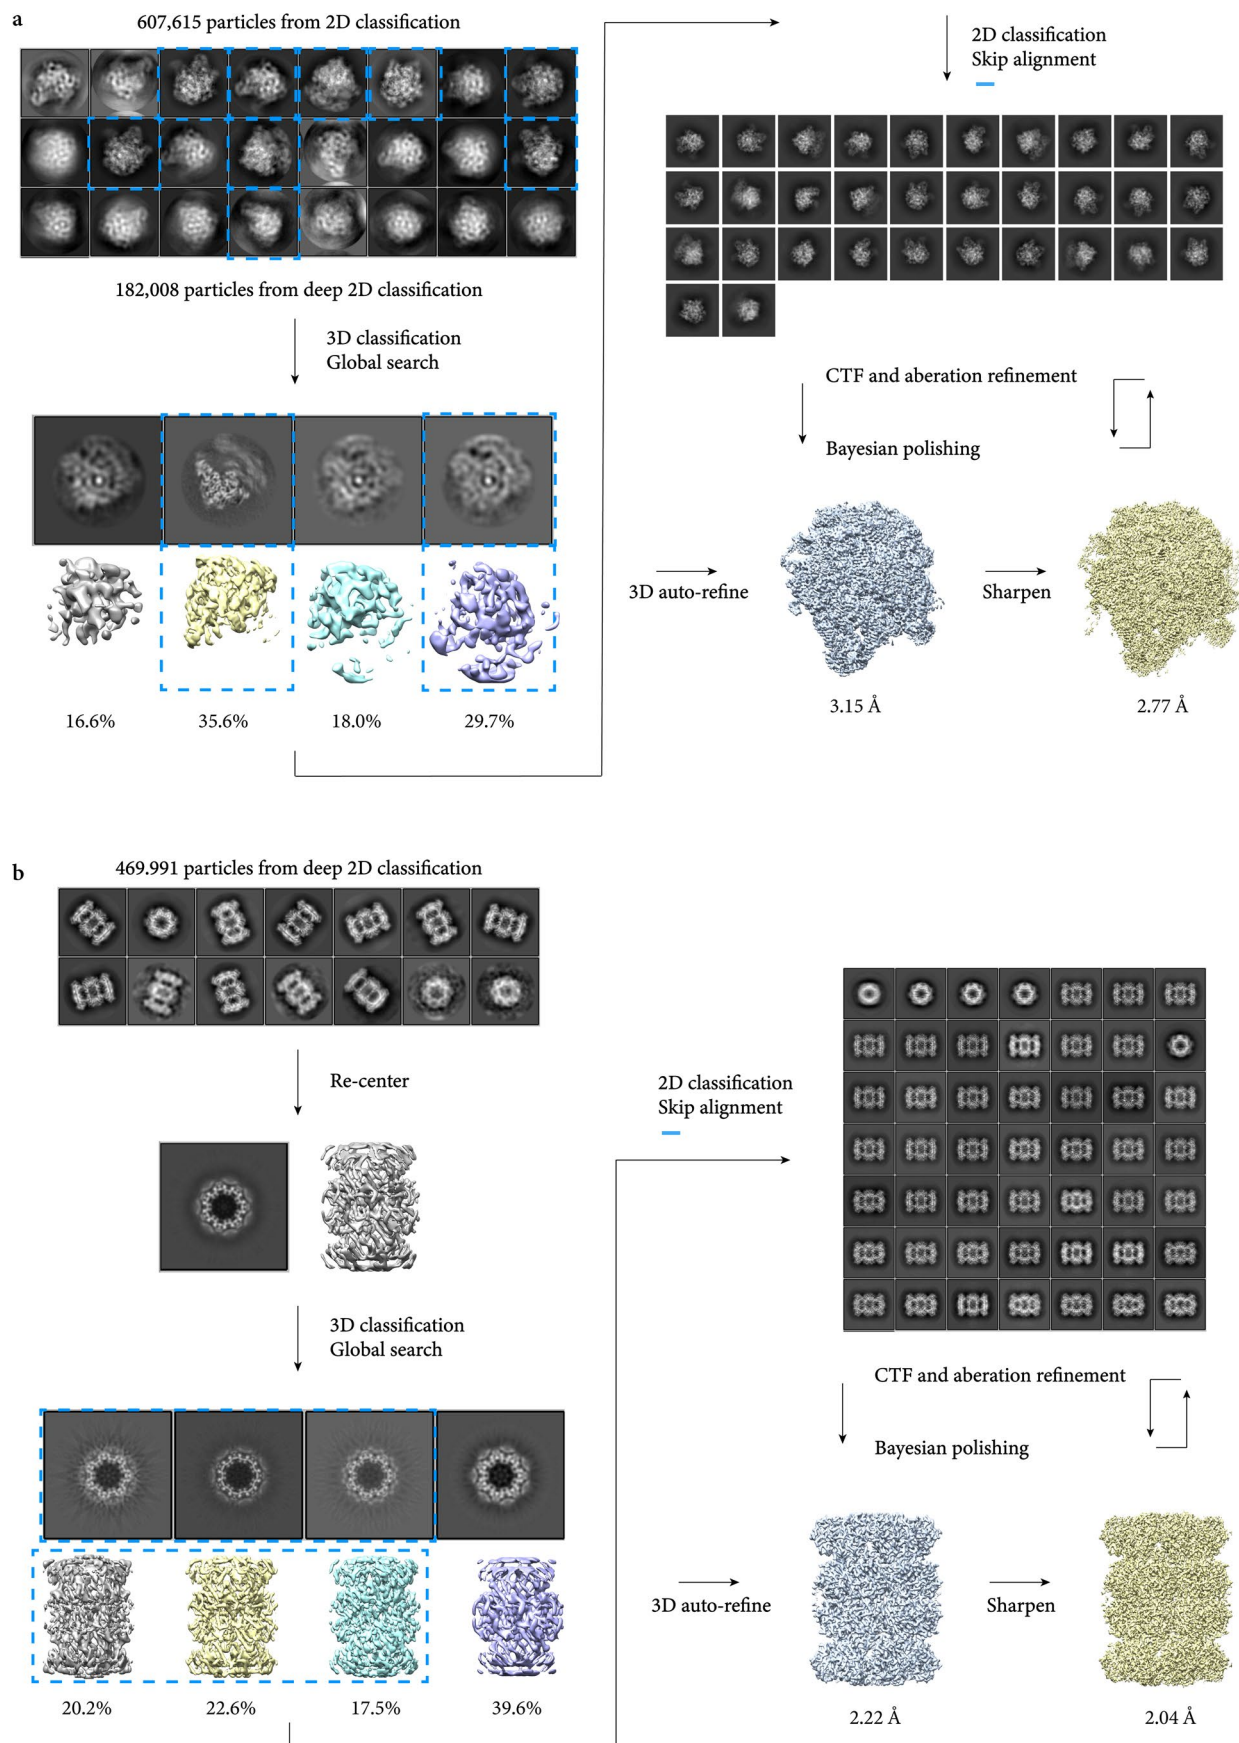 a
607,615 particles from 2D classification
182,008 particles from deep 2D classification
3D classification
Global search
16.6%
35.6%
18.0%
29.7%
2D classification
Skip alignment
CTF and aberation refinement
Bayesian polishing
3D auto-refine
Sharpen
3.15 Å
2.77 Å
b
469.991 particles from deep 2D classification
Re-center
3D classification
Global search
20.2%
22.6%
17.5%
39.6%
2D classification
Skip alignment
CTF and aberation refinement
Bayesian polishing
3D auto-refine
Sharpen
2.22 Å
2.04 Å